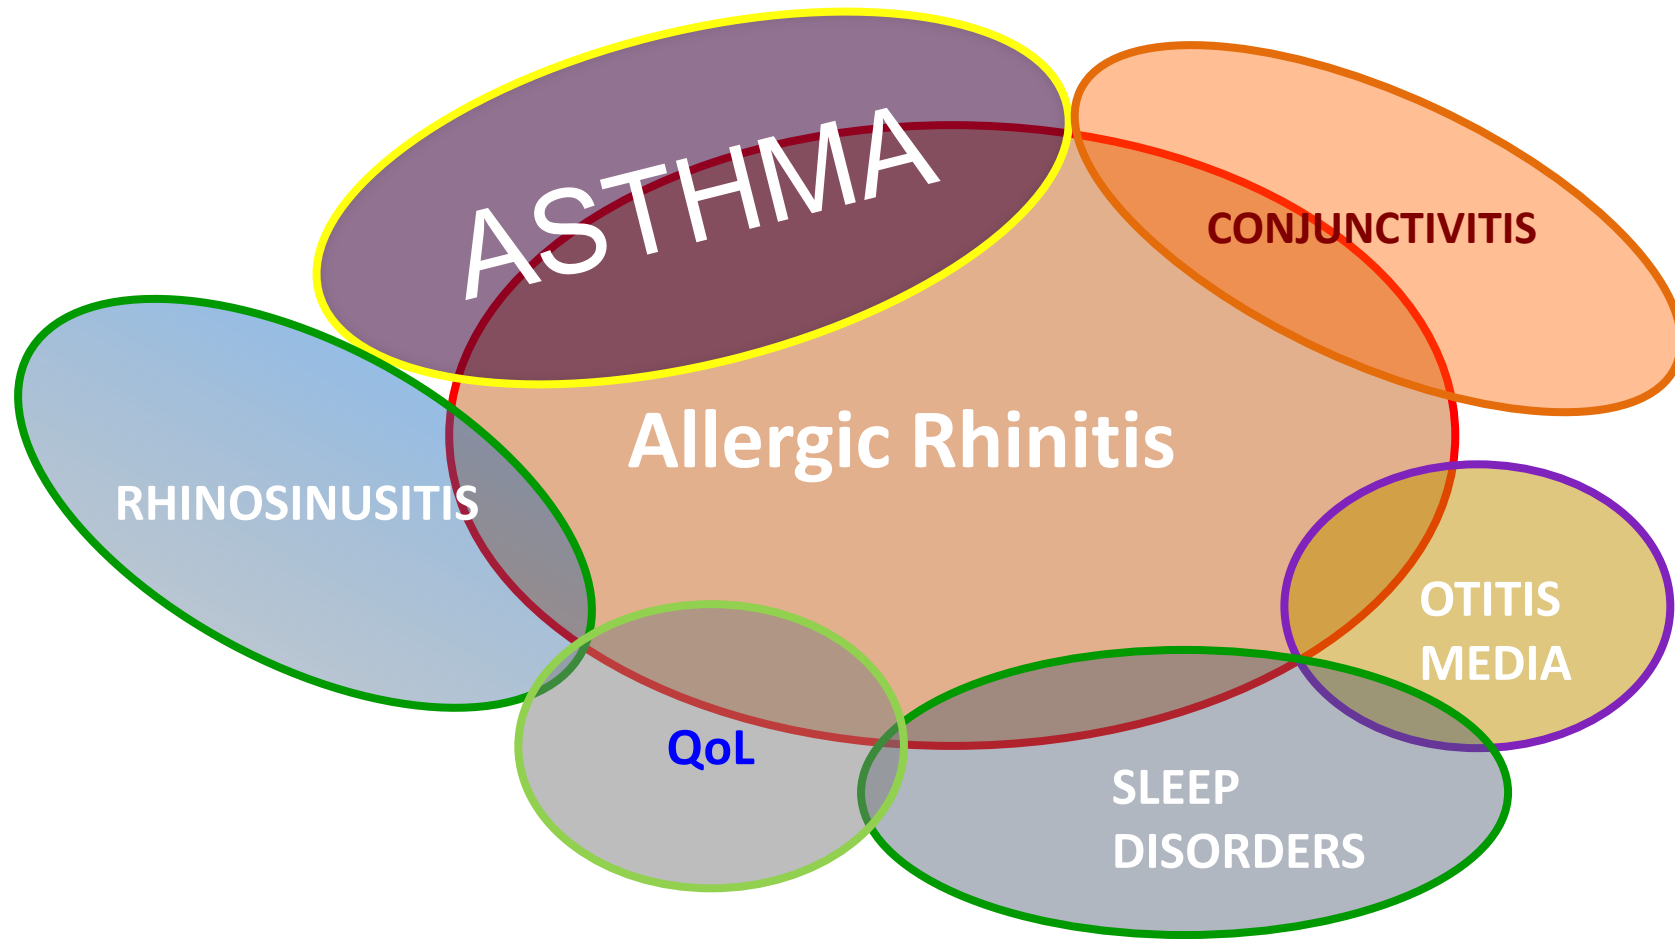 ASTHMA
CONJUNCTIVITIS
Allergic Rhinitis
RHINOSINUSITIS
OTITIS
MEDIA
QoL
SLEEP
DISORDERS